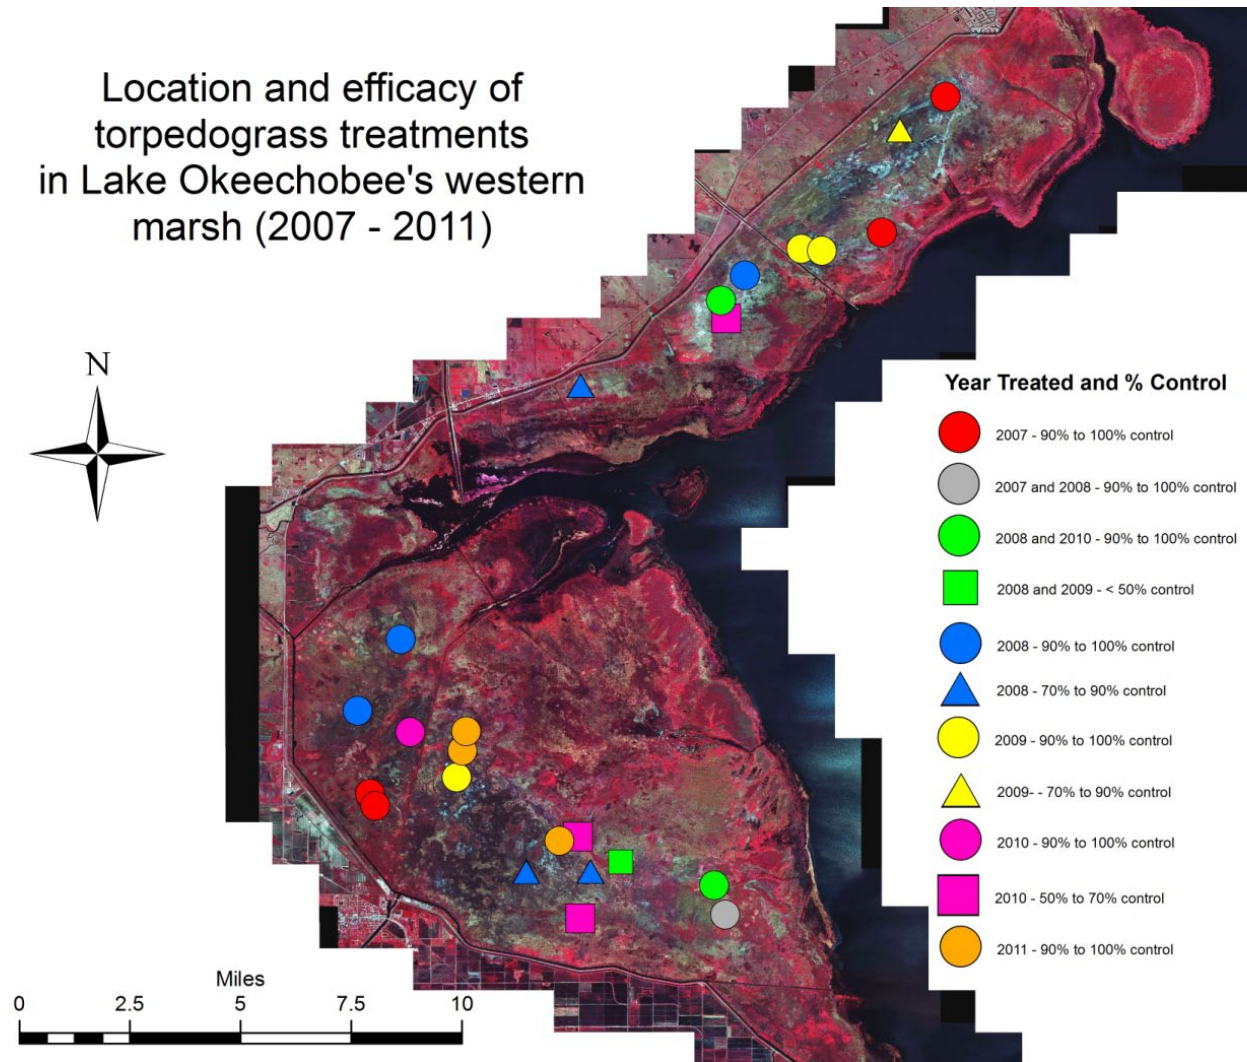 Location and efficacy of
torpedograss treatments
in Lake Okeechobee's western
marsh (2007 - 2011)
N
Year Treated and % Control
2007 - 90% to 100% control
2007 and 2008 - 90% to 100% control
2008 and 2010 - 90% to 100% control
2008 and 2009 - < 50% control
2008 - 90% to 100% control
2008 - 70% to 90% control
2009 - 90% to 100% control
2009- - 70% to 90% control
2010 - 90% to 100% control
2010 - 50% to 70% control
2011 - 90% to 100% control
Miles
0 2.5 5 7.5 10